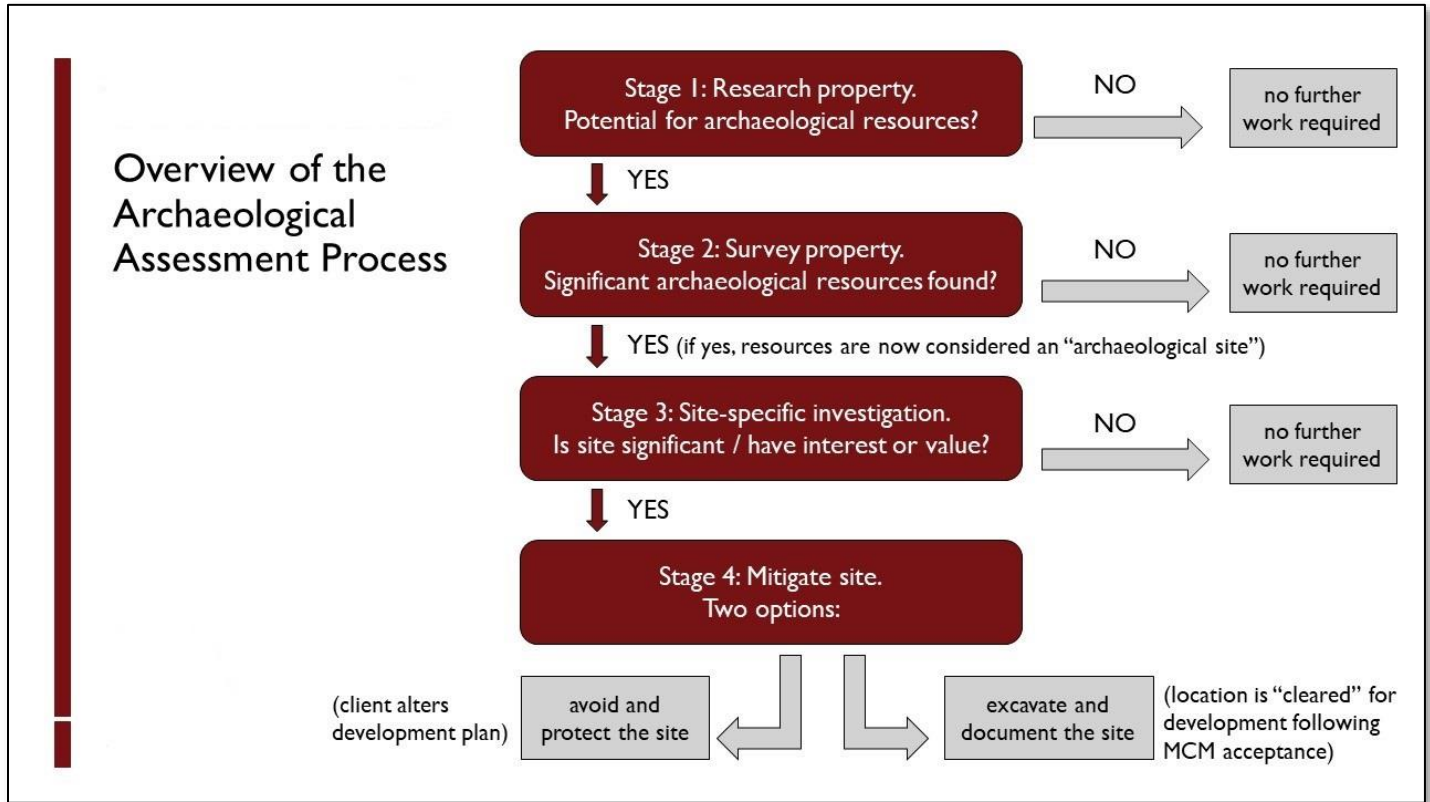 Overview of the
Archaeological
Assessment Process
Stage 1: Research property.
Potential for archaeological resources?
NO
no further
work required
YES
Stage 2: Survey property.
Significant archaeological resources found?
NO
no further
work required
YES (if yes, resources are now considered an “archaeological site”)
Stage 3: Site-specific investigation.
Is site significant / have interest or value?
NO
no further
work required
YES
Stage 4: Mitigate site.
Two options:
(client alters
development plan)
avoid and
protect the site
excavate and
document the site
(location is “cleared” for
development following
MCM acceptance)